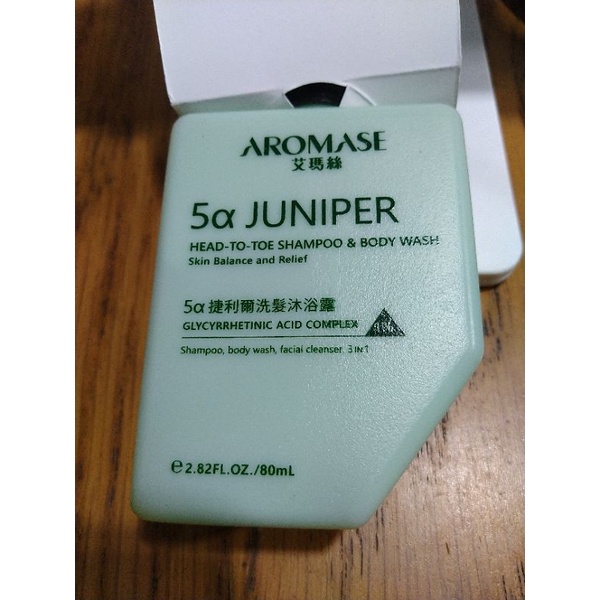 AROMASE
艾瑪絲
5α JUNIPER
HEAD-TO-TOE SHAMPOO & BODY WASH
Skin Balance and Relief
5α捷利爾洗髮沐浴露
GLYCYRRHETINIC ACID COMPLEX
Shampoo, body wash, facial cleanser 3 IN 1
℮2.82FL.OZ./80mL